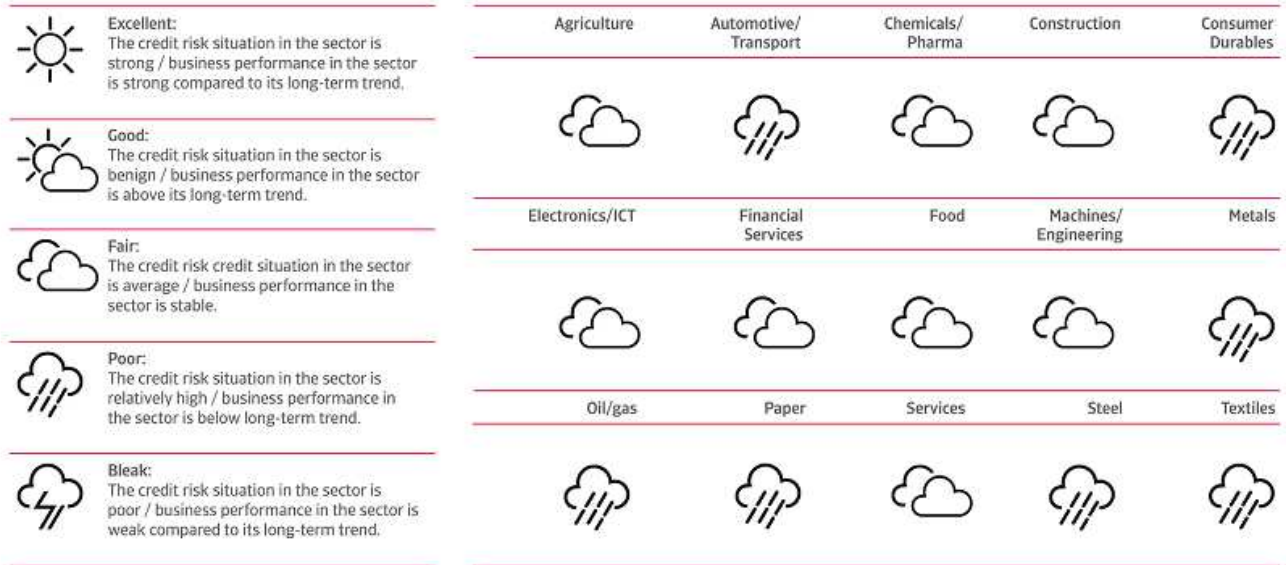 Excellent:
The credit risk situation in the sector is
strong / business performance in the sector
is strong compared to its long-term trend.
Good:
The credit risk situation in the sector is
benign / business performance in the sector
is above its long-term trend.
Fair:
The credit risk credit situation in the sector
is average / business performance in the
sector is stable.
Poor:
The credit risk situation in the sector is
relatively high / business performance in
the sector is below long-term trend.
Bleak:
The credit risk situation in the sector is
poor / business performance in the sector is
weak compared to its long-term trend.
Agriculture
Automotive/
Transport
Chemicals/
Pharma
Construction
Consumer
Durables
Electronics/ICT
Financial
Services
Food
Machines/
Engineering
Metals
Oil/gas
Paper
Services
Steel
Textiles